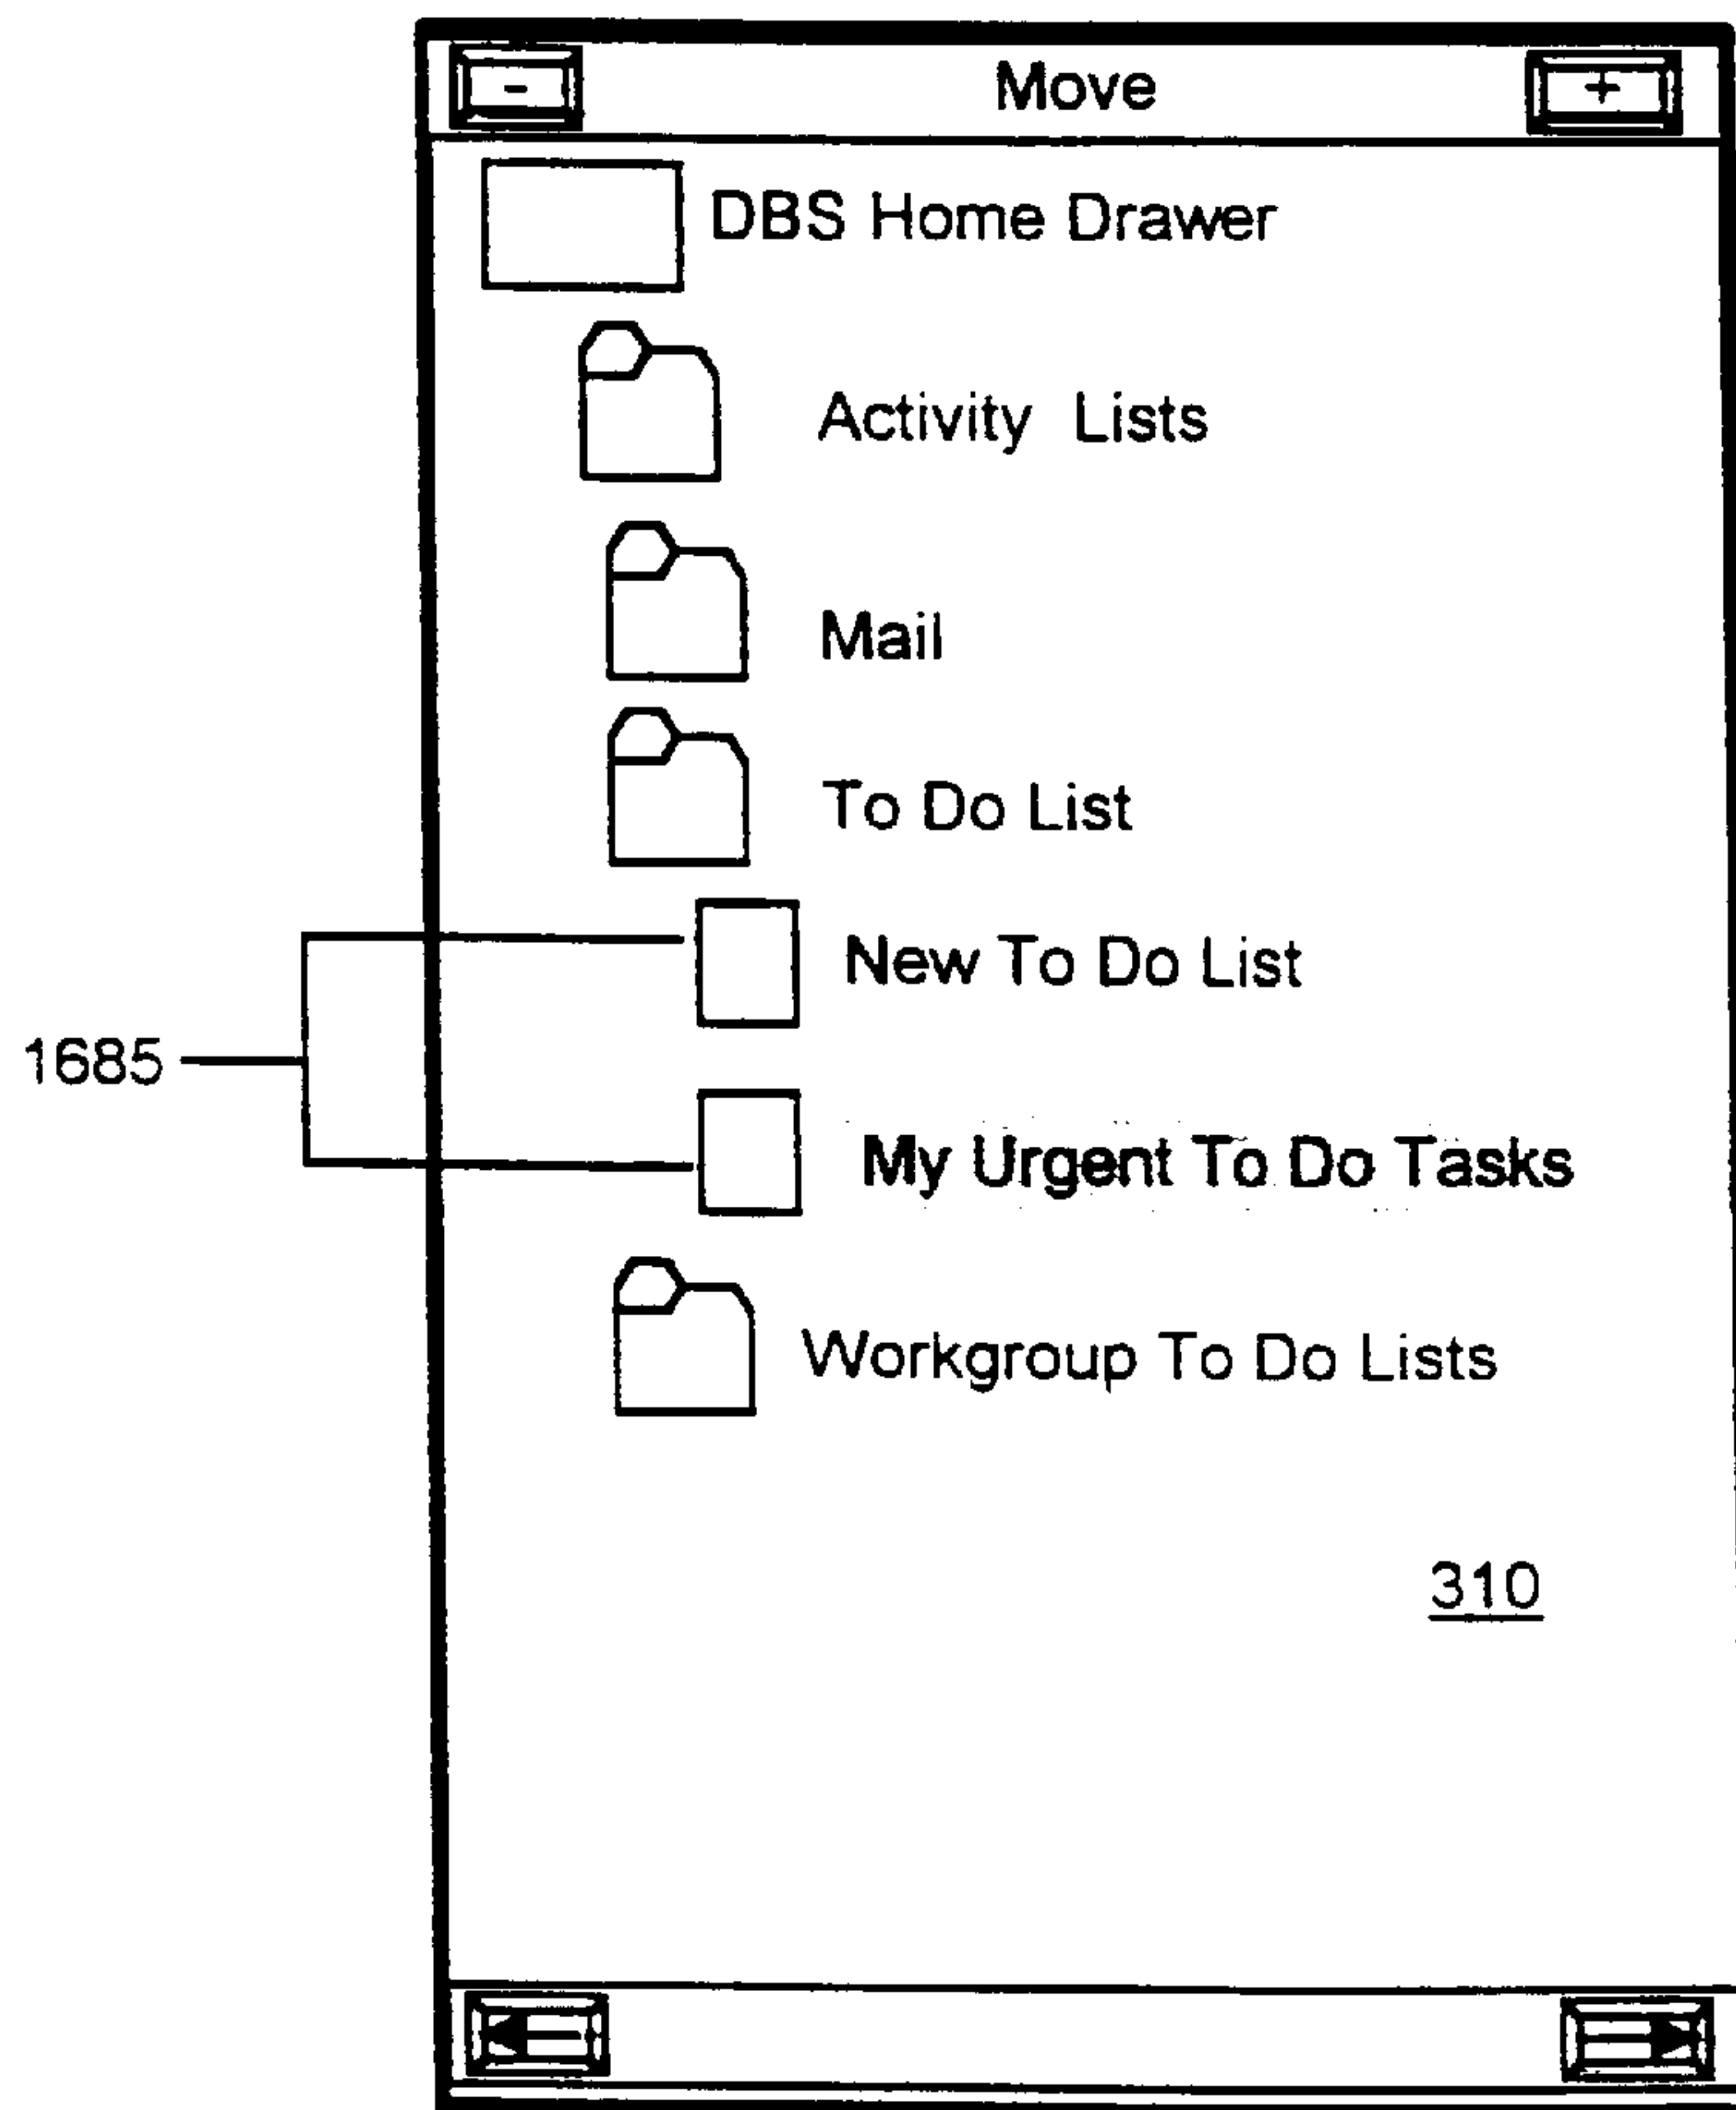 - Move +
DBS Home Drawer
Activity Lists
Mail
To Do List
New To Do List
1685
My Urgent To Do Tasks
Workgroup To Do Lists
310